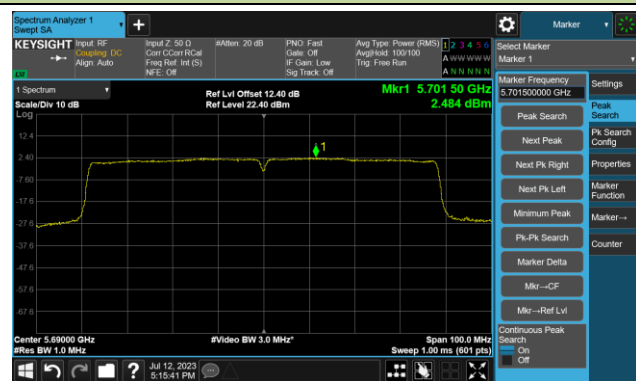 Spectrum Analyzer 1
Swept SA
KEYSIGHT
Input: RF
Coupling: DC
Align: Auto
Input Z: 50 Ω
Corr CCorr RCal
Freq Ref: Int (S)
NFE: Off
#Atten: 20 dB
PNO: Fast
Gate: Off
IF Gain: Low
Sig Track: Off
Avg Type: Power (RMS)
Avg|Hold: 100/100
Trig: Free Run
1 2 3 4 5 6
A W W W W W
A N N N N N
1 Spectrum
Scale/Div 10 dB
Log
Ref Lvl Offset 12.40 dB
Ref Level 22.40 dBm
Mkr1 5.701 50 GHz
2.484 dBm
12.4
2.40
-7.60
-17.6
-27.6
-37.6
-47.6
-57.6
-67.6
1
Center 5.69000 GHz
#Res BW 1.0 MHz
#Video BW 3.0 MHz*
Span 100.0 MHz
Sweep 1.00 ms (601 pts)
Jul 12, 2023
5:15:41 PM
Marker
Select Marker
Marker 1
Marker Frequency
5.701500000 GHz
Peak Search
Next Peak
Next Pk Right
Next Pk Left
Minimum Peak
Pk-Pk Search
Marker Delta
Mkr→CF
Mkr→Ref Lvl
Continuous Peak
Search
On
Off
Settings
Peak
Search
Pk Search
Config
Properties
Marker
Function
Marker→
Counter